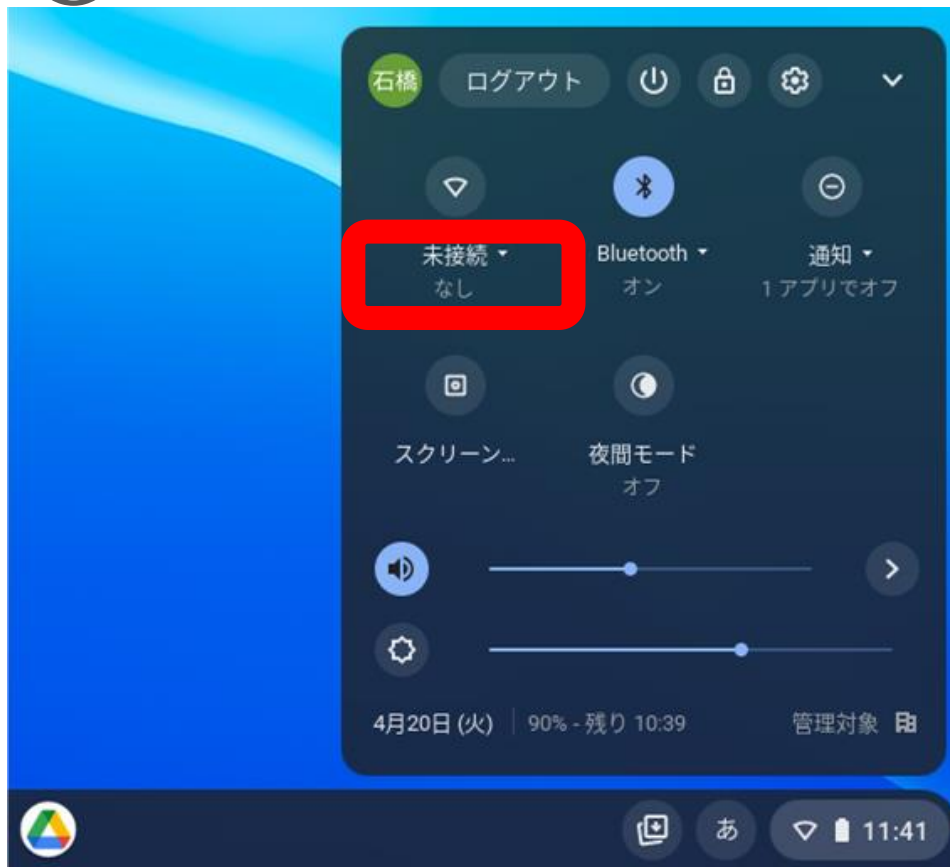 石橋 ログアウト
未接続 Bluetooth 通知
なし オン 1 アプリでオフ
スクリーン... 夜間モード
オフ
4月20日 (火) 90% - 残り 10:39 管理対象
あ 11:41